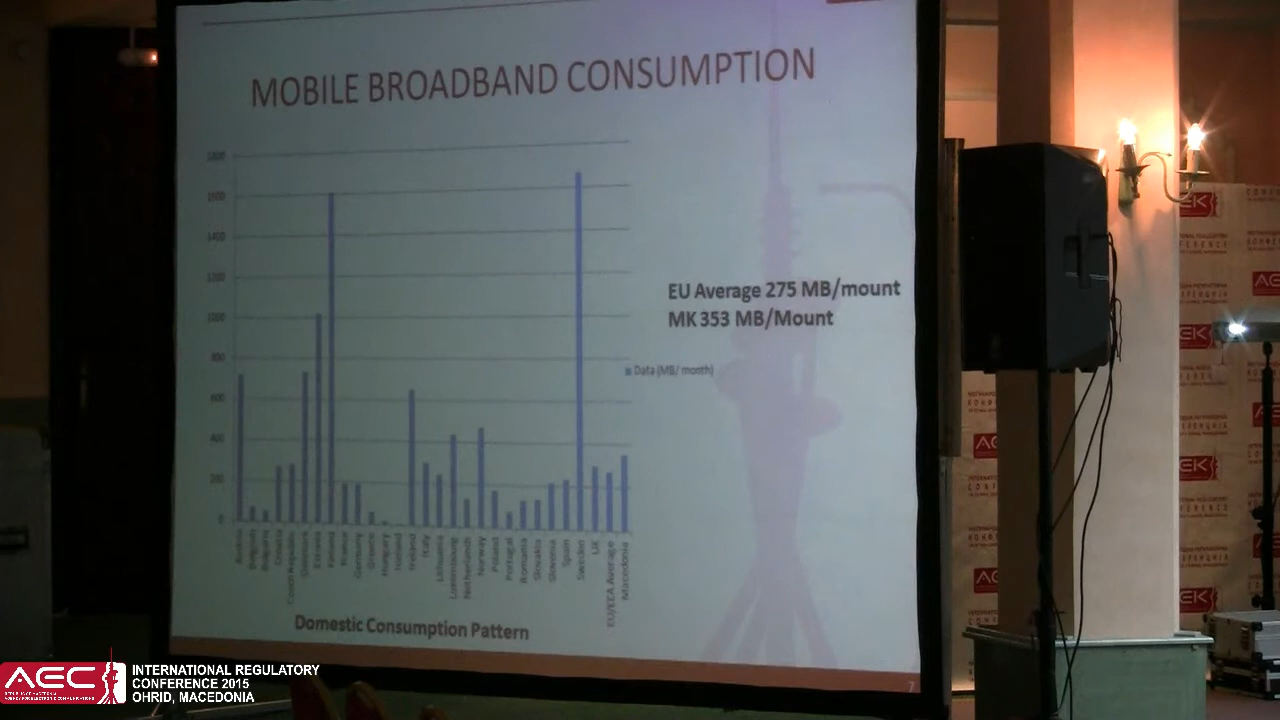 MOBILE BROADBAND CONSUMPTION
1800
1600
1400
1200
1000
800
600
400
200
0
EU Average 275 MB/mount
MK 353 MB/Mount
Data (MB/ month)
Austria
Belgium
Bulgaria
Croatia
Czech Republic
Denmark
Estonia
Finland
France
Germany
Greece
Hungary
Iceland
Ireland
Italy
Lithuania
Luxembourg
Netherlands
Norway
Poland
Portugal
Romania
Slovakia
Slovenia
Spain
Sweden
UK
EU/EEA Average
Macedonia
Domestic Consumption Pattern
7
AEC
INTERNATIONAL REGULATORY
CONFERENCE 2015
OHRID, MACEDONIA